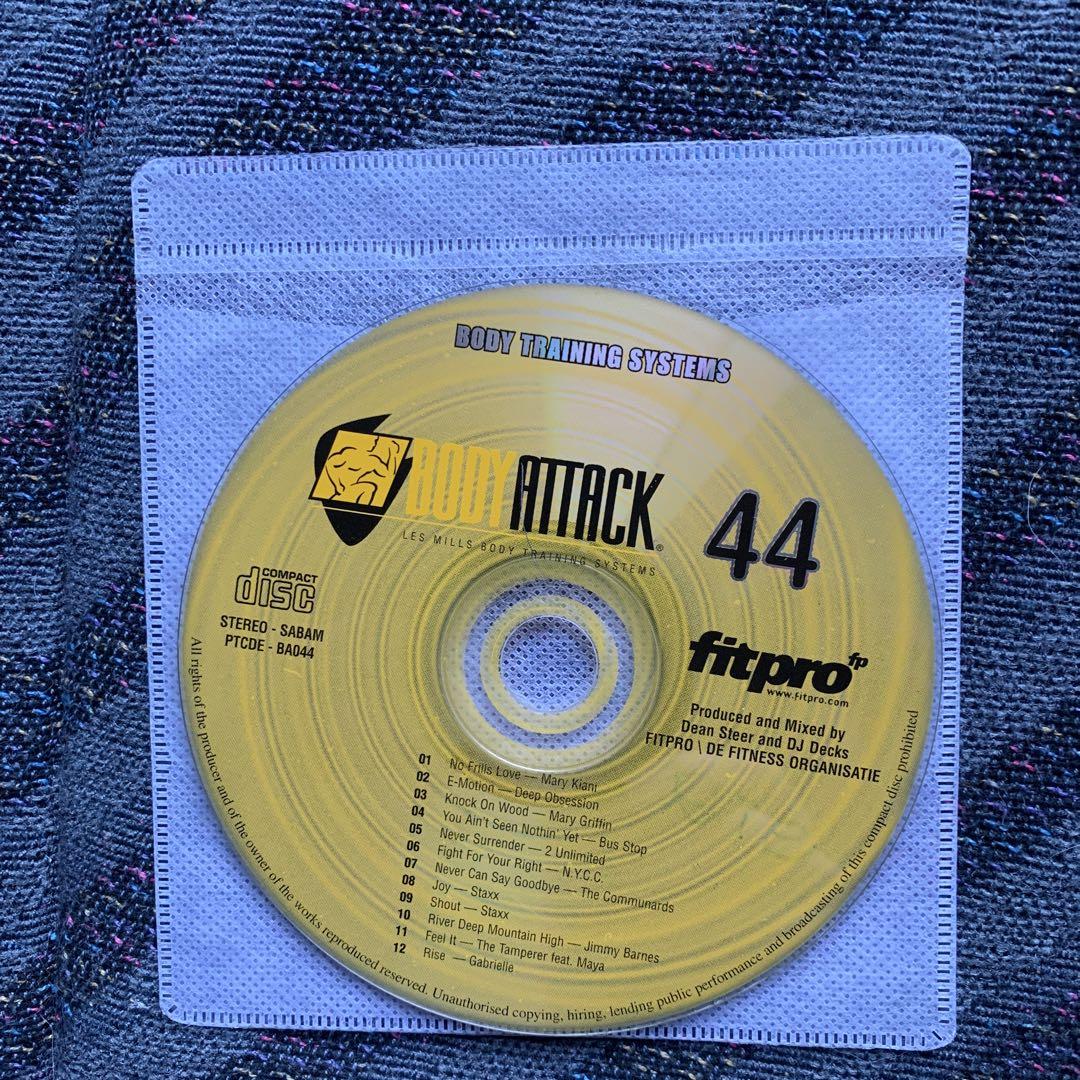 BODY TRAINING SYSTEMS
BODYATTACK®
LES MILLS BODY TRAINING SYSTEMS
44
COMPACT
disc
STEREO - SABAM
PTCDE - BA044
fitpro fp
www.fitpro.com
Produced and Mixed by
Dean Steer and DJ Decks
FITPRO \ DE FITNESS ORGANISATIE
01 No Frills Love — Mary Kiani
02 E-Motion — Deep Obsession
03 Knock On Wood — Mary Griffin
04 You Ain't Seen Nothin' Yet — Bus Stop
05 Never Surrender — 2 Unlimited
06 Fight For Your Right — N.Y.C.C.
07 Never Can Say Goodbye — The Communards
08 Joy — Staxx
09 Shout — Staxx
10 River Deep Mountain High — Jimmy Barnes
11 Feel It — The Tamperer feat. Maya
12 Rise — Gabrielle
All rights of the producer and of the owner of the works reproduced reserved. Unauthorised copying, hiring, lending public performance and broadcasting of this compact disc prohibited